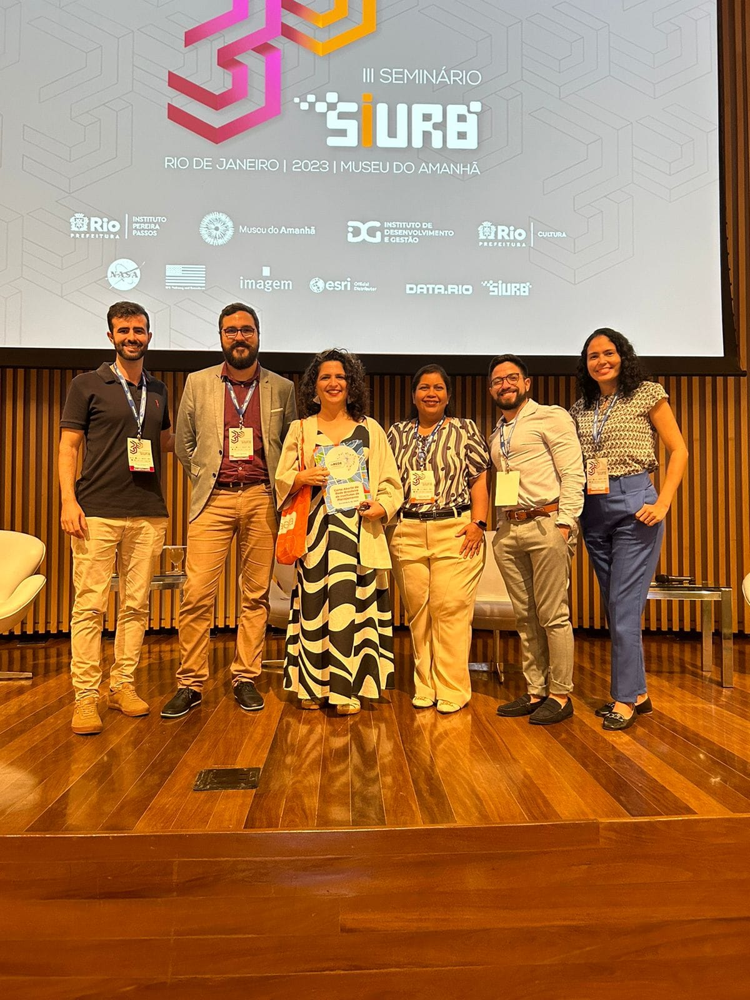 III SEMINÁRIO
SiURB
RIO DE JANEIRO | 2023 | MUSEU DO AMANHÃ
Rio
PREFEITURA
INSTITUTO
PEREIRA
PASSOS
Museu do Amanhã
iDG
INSTITUTO DE
DESENVOLVIMENTO
E GESTÃO
Rio
PREFEITURA
CULTURA
NASA
imagem
esri Official
Distributor
DATA.RIO
SiURB
REDE
Carta Aberta da
Rede Brasileira
de Institutos de
Planejamento